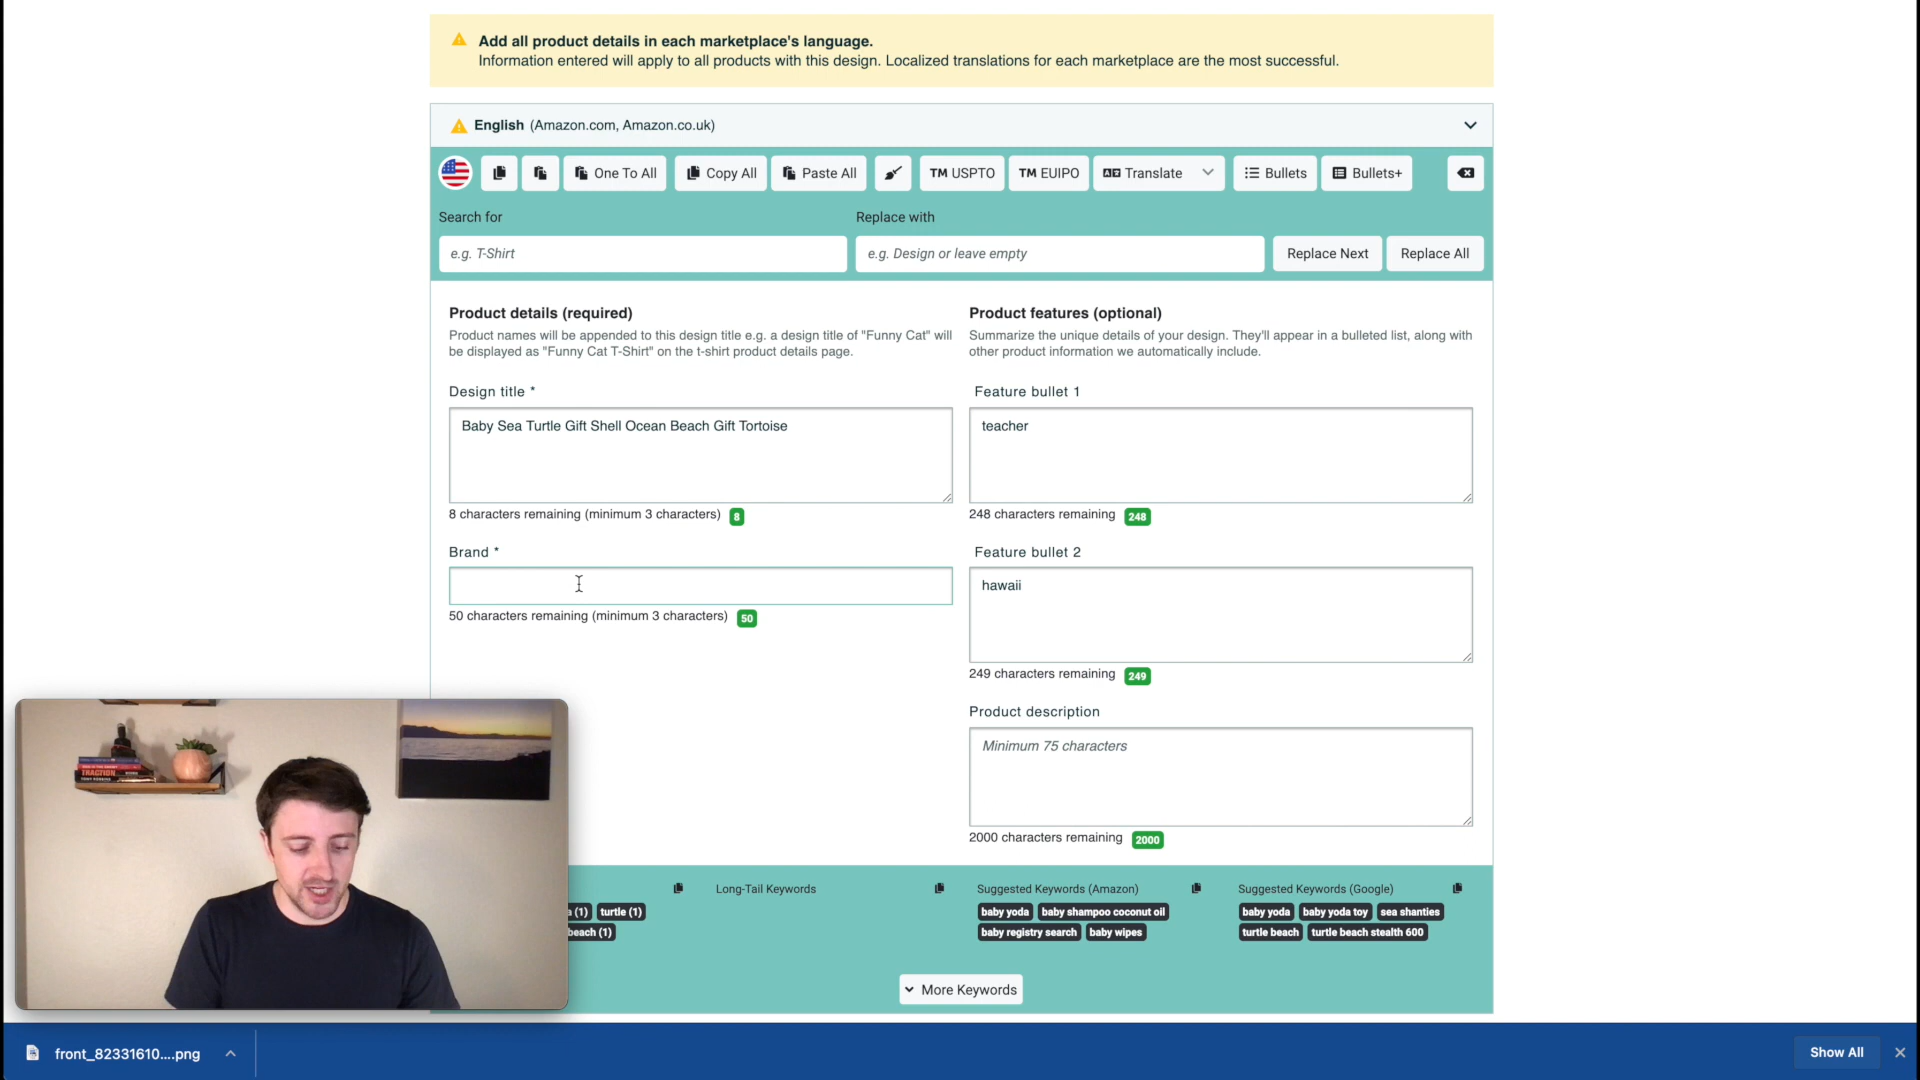 Add all product details in each marketplace's language.
Information entered will apply to all products with this design. Localized translations for each marketplace are the most successful.
English (Amazon.com, Amazon.co.uk)
One To All
Copy All
Paste All
TM USPTO
TM EUIPO
Translate
Bullets
Bullets+
Search for
Replace with
e.g. T-Shirt
e.g. Design or leave empty
Replace Next
Replace All
Product details (required)
Product names will be appended to this design title e.g. a design title of "Funny Cat" will
be displayed as "Funny Cat T-Shirt" on the t-shirt product details page.
Design title *
Baby Sea Turtle Gift Shell Ocean Beach Gift Tortoise
8 characters remaining (minimum 3 characters) 8
Brand *
50 characters remaining (minimum 3 characters) 50
Product features (optional)
Summarize the unique details of your design. They'll appear in a bulleted list, along with
other product information we automatically include.
Feature bullet 1
teacher
248 characters remaining 248
Feature bullet 2
hawaii
249 characters remaining 249
Product description
Minimum 75 characters
2000 characters remaining 2000
TRACTION
(1) turtle (1)
beach (1)
Long-Tail Keywords
Suggested Keywords (Amazon)
baby yoda baby shampoo coconut oil
baby registry search baby wipes
Suggested Keywords (Google)
baby yoda baby yoda toy sea shanties
turtle beach turtle beach stealth 600
More Keywords
front_82331610....png
Show All